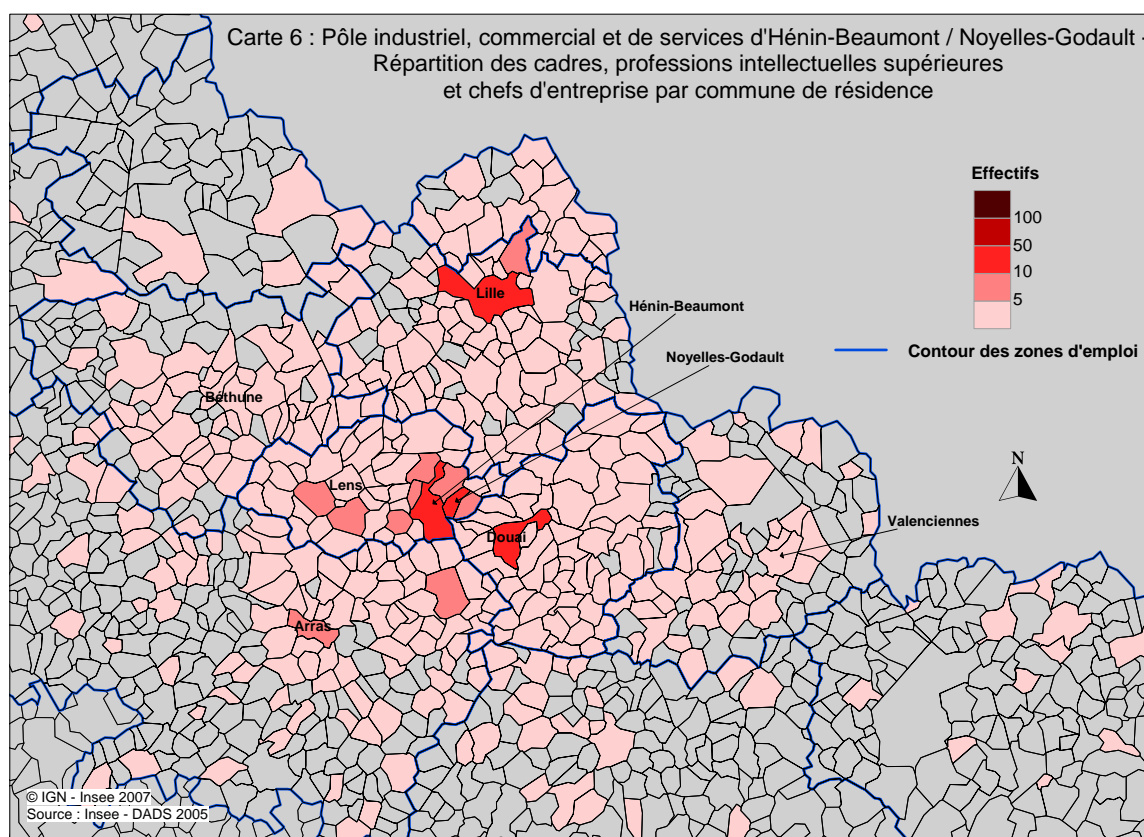 Carte 6 : Pôle industriel, commercial et de services d'Hénin-Beaumont / Noyelles-Godault -
Répartition des cadres, professions intellectuelles supérieures
et chefs d'entreprise par commune de résidence
Effectifs
100
50
10
5
Contour des zones d'emploi
Lille
Hénin-Beaumont
Noyelles-Godault
Béthune
Lens
N
Valenciennes
Douai
Arras
© IGN - Insee 2007
Source : Insee - DADS 2005